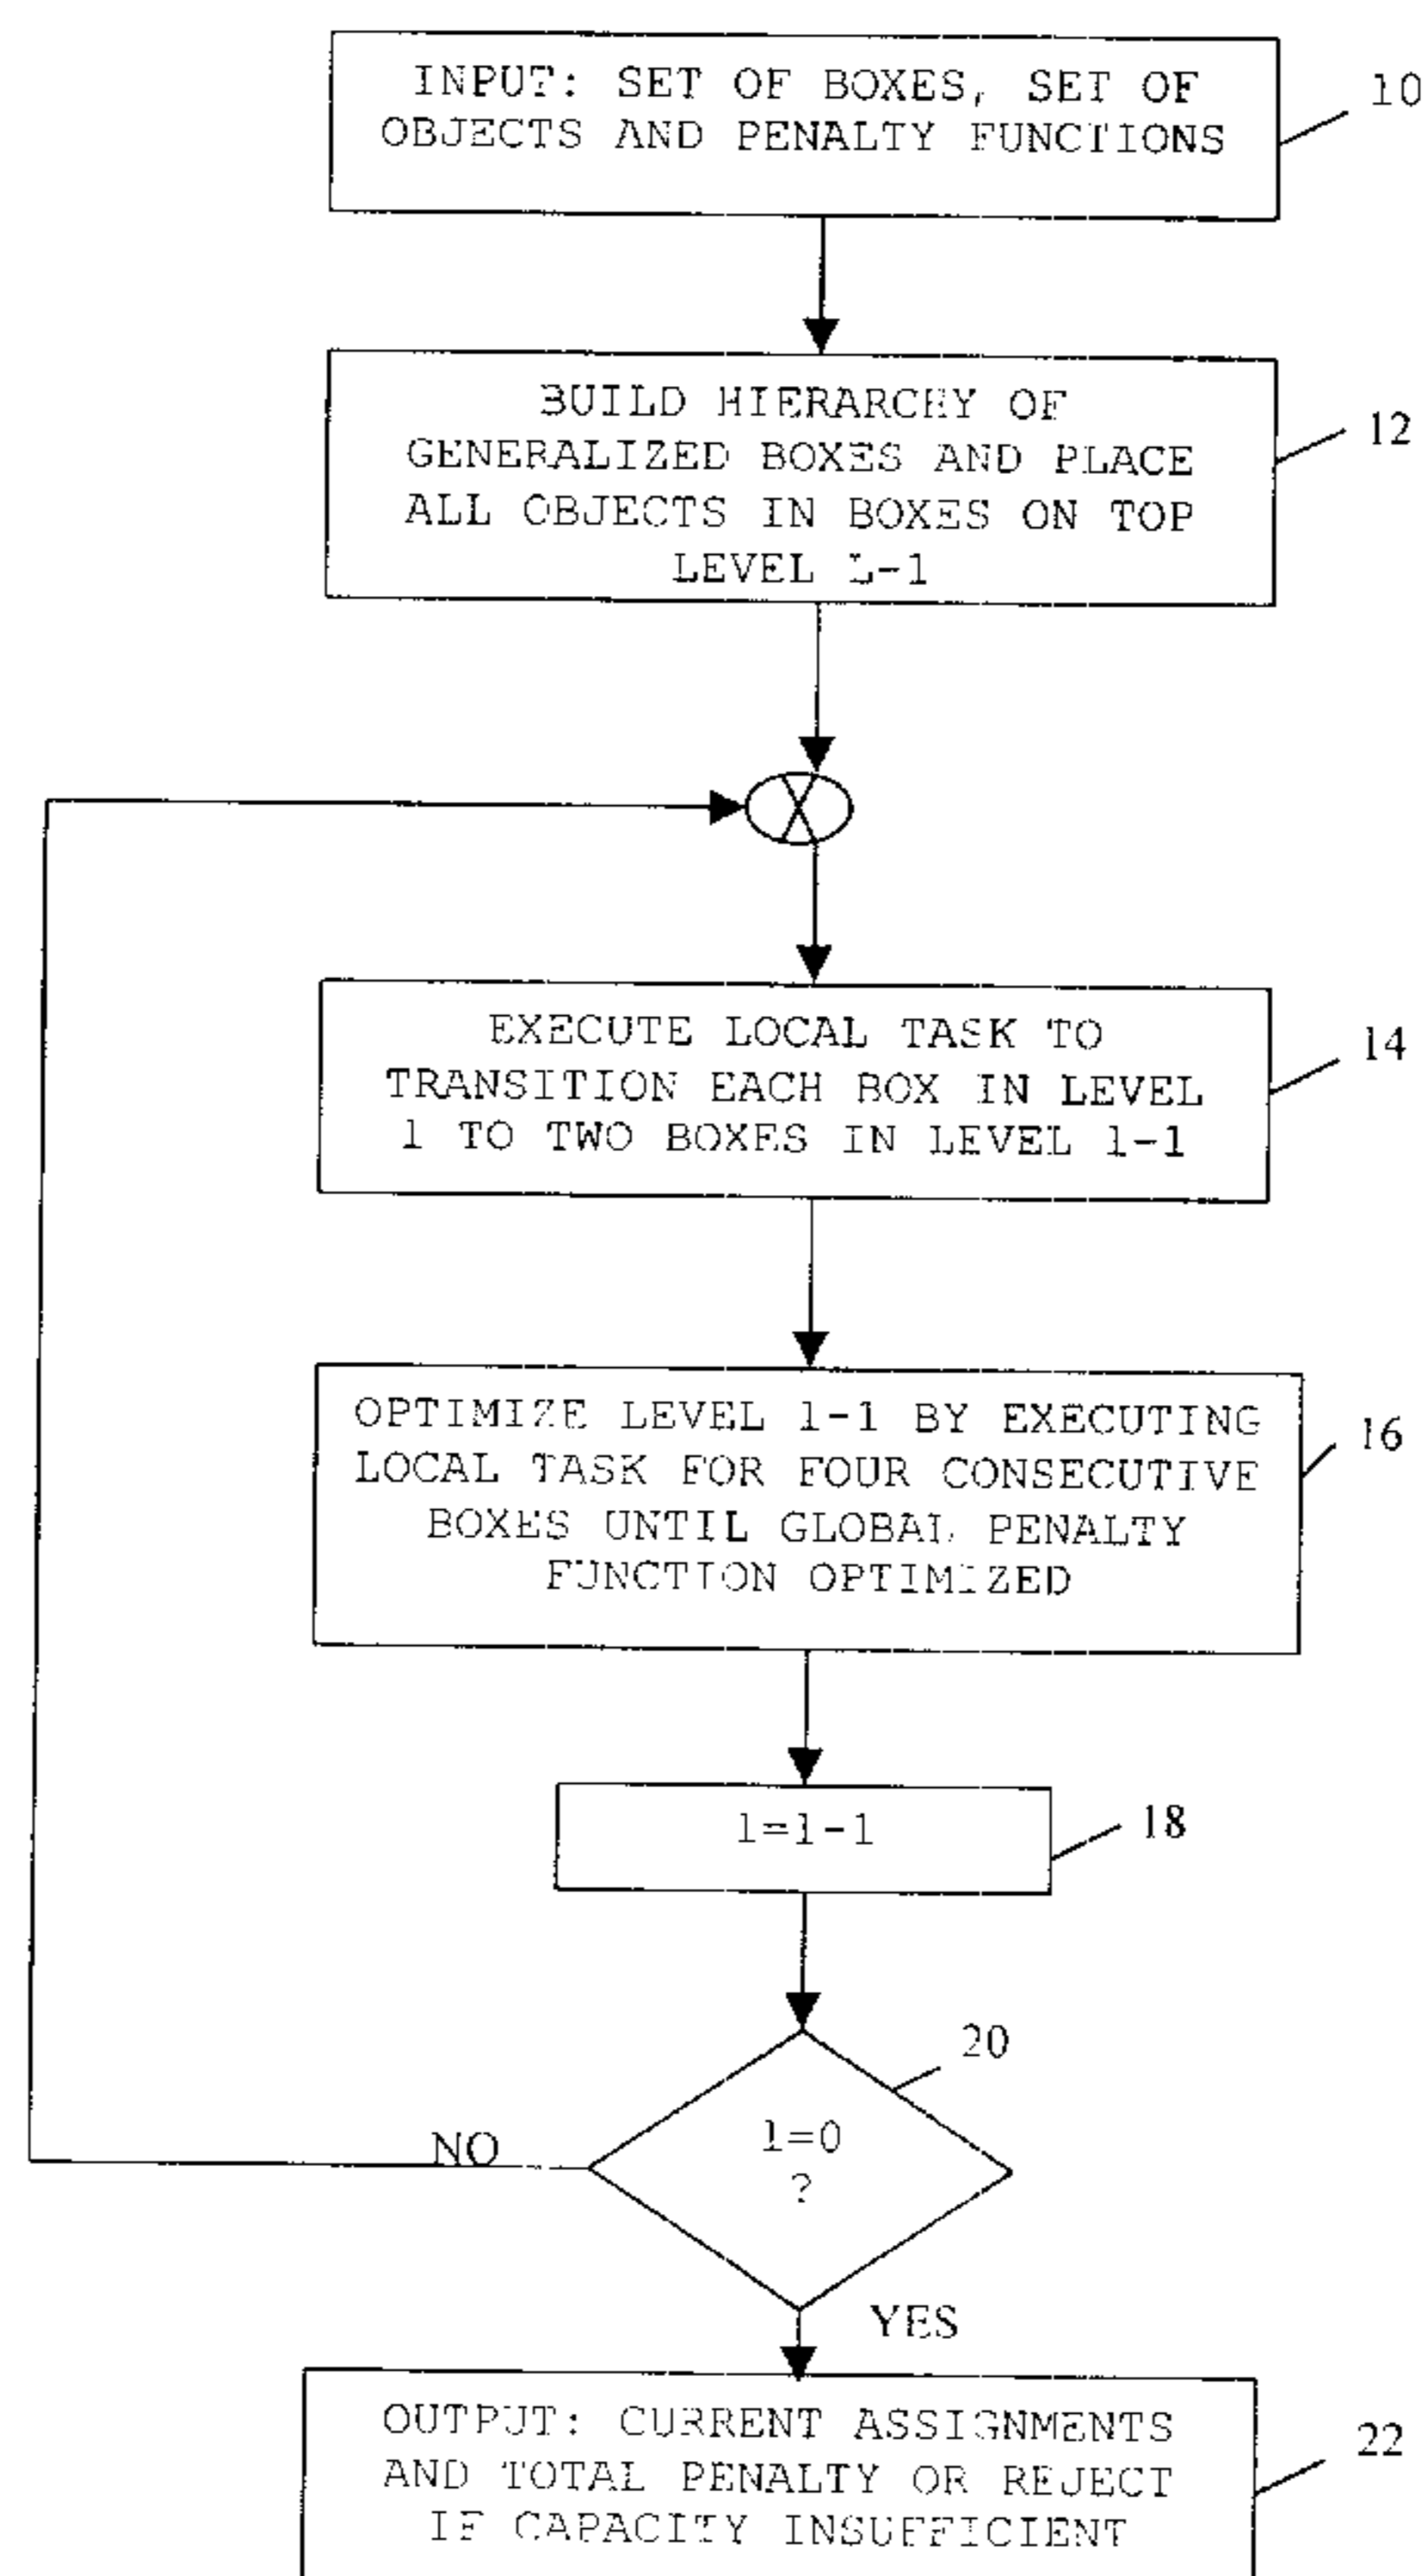 INPUT: SET OF BOXES, SET OF
OBJECTS AND PENALTY FUNCTIONS
10
BUILD HIERARCHY OF
GENERALIZED BOXES AND PLACE
ALL OBJECTS IN BOXES ON TOP
LEVEL L-1
12
EXECUTE LOCAL TASK TO
TRANSITION EACH BOX IN LEVEL
l TO TWO BOXES IN LEVEL l-1
14
OPTIMIZE LEVEL l-1 BY EXECUTING
LOCAL TASK FOR FOUR CONSECUTIVE
BOXES UNTIL GLOBAL PENALTY
FUNCTION OPTIMIZED
16
l=l-1
18
20
l=0
?
NO
YES
OUTPUT: CURRENT ASSIGNMENTS
AND TOTAL PENALTY OR REJECT
IF CAPACITY INSUFFICIENT
22